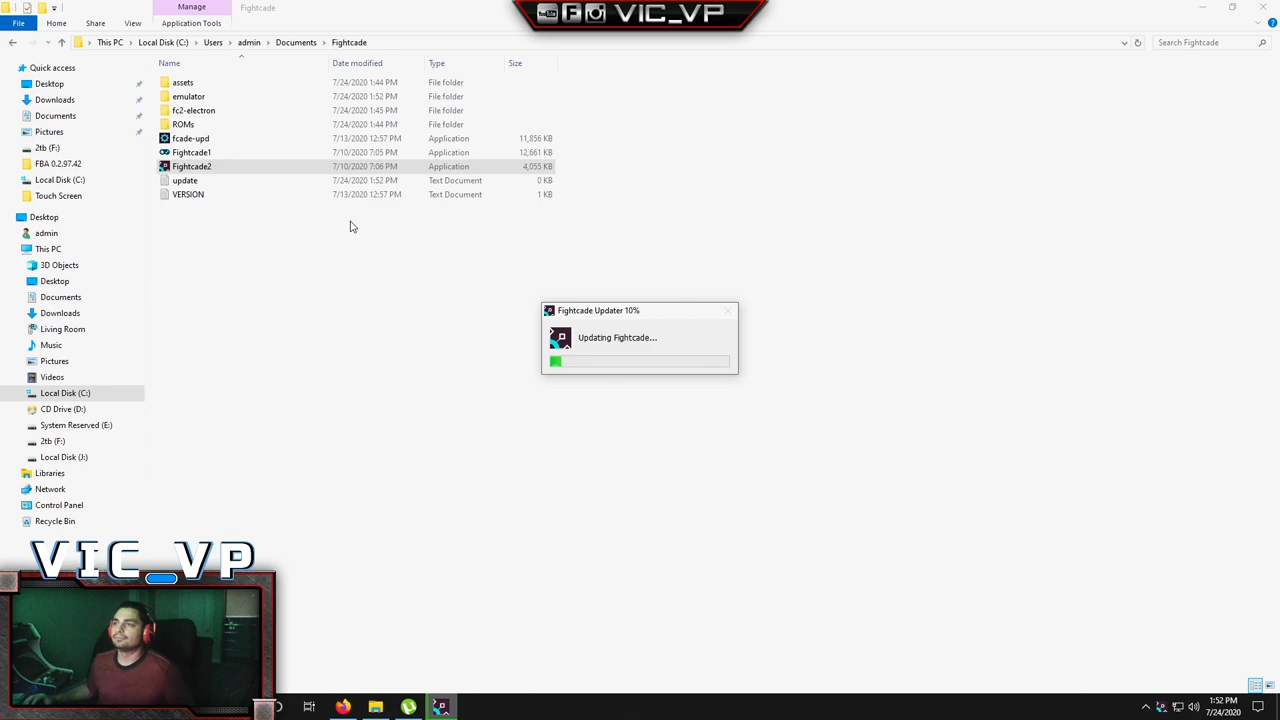 Manage
Fightcade
VIC_VP
File
Home
Share
View
Application Tools
This PC
Local Disk (C:)
Users
admin
Documents
Fightcade
Search Fightcade
Name
Date modified
Type
Size
assets 7/24/2020 1:44 PM File folder
emulator 7/24/2020 1:52 PM File folder
fc2-electron 7/24/2020 1:45 PM File folder
ROMs 7/24/2020 1:44 PM File folder
fcade-upd 7/13/2020 12:57 PM Application 11,856 KB
Fightcade1 7/10/2020 7:05 PM Application 12,661 KB
Fightcade2 7/10/2020 7:06 PM Application 4,055 KB
update 7/24/2020 1:52 PM Text Document 0 KB
VERSION 7/13/2020 12:57 PM Text Document 1 KB
Quick access
Desktop
Downloads
Documents
Pictures
2tb (F:)
FBA 0.2.97.42
Local Disk (C:)
Touch Screen
Desktop
admin
This PC
3D Objects
Desktop
Documents
Downloads
Living Room
Music
Pictures
Videos
Local Disk (C:)
CD Drive (D:)
System Reserved (E:)
2tb (F:)
Local Disk (J:)
Libraries
Network
Control Panel
Recycle Bin
Fightcade Updater 10%
Updating Fightcade...
VIC_VP
1:52 PM
7/24/2020